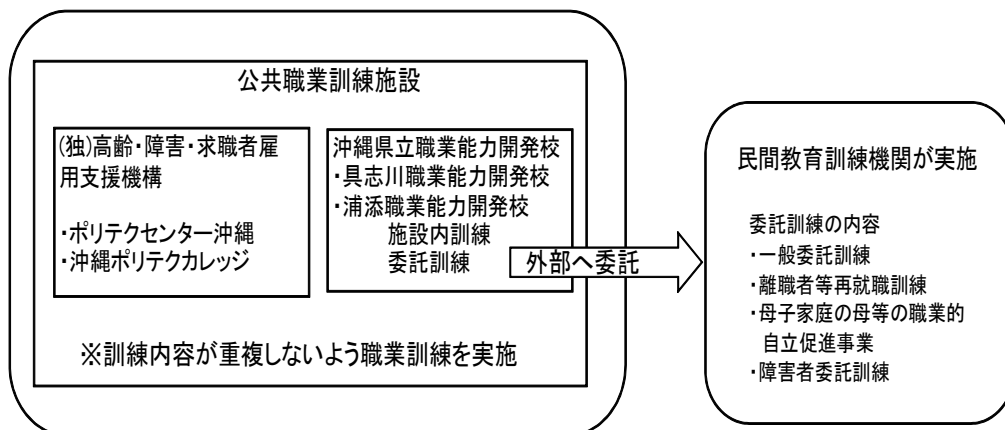 公共職業訓練施設
(独)高齢・障害・求職者雇
用支援機構
・ポリテクセンター沖縄
・沖縄ポリテクカレッジ
沖縄県立職業能力開発校
・具志川職業能力開発校
・浦添職業能力開発校
施設内訓練
委託訓練
外部へ委託
※訓練内容が重複しないよう職業訓練を実施
民間教育訓練機関が実施
委託訓練の内容
・一般委託訓練
・離職者等再就職訓練
・母子家庭の母等の職業的
自立促進事業
・障害者委託訓練